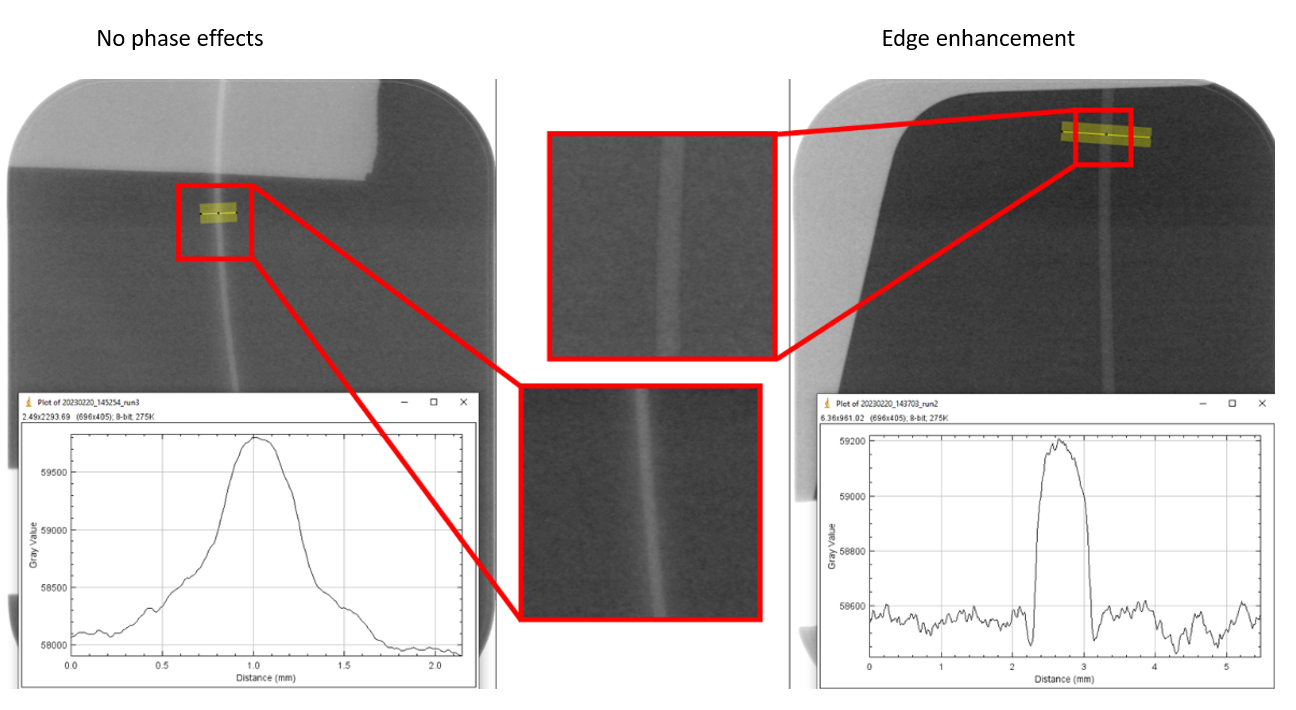 No phase effects
Edge enhancement
Plot of 20230220_145254_run3
2.49x2293.69 (696x405); 8-bit; 275K
59500
59000
58500
58000
Gray Value
0.0 0.5 1.0 1.5 2.0
Distance (mm)
Plot of 20230220_143703_run2
6.36x961.02 (696x405); 8-bit; 275K
59200
59000
58800
58600
Gray Value
0 1 2 3 4 5
Distance (mm)